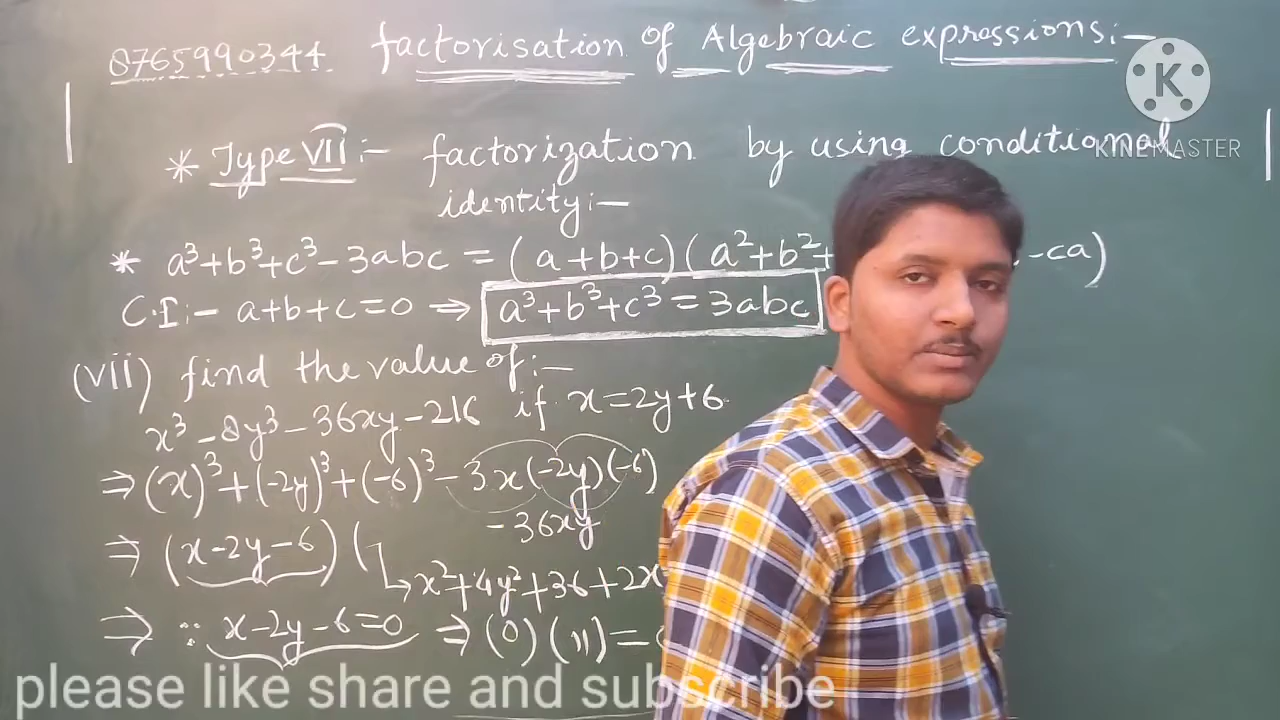 8765990344 factorisation of Algebraic expressions:-
K
KINEMASTER
* Type VII:- factorization by using conditional
identity:-
* a³+b³+c³-3abc = (a+b+c)(a²+b²+ -ca)
C.I:- a+b+c=0 ⇒ a³+b³+c³=3abc
(vii) find the value of:-
x³-8y³-36xy-216 if x=2y+6
⇒ (x)³+(-2y)³+(-6)³-3x(-2y)(-6)
-36xy
⇒ (x-2y-6)(
x²+4y²+36+2x
⇒ ∵ x-2y-6=0 ⇒ (0)(11)=
please like share and subscribe